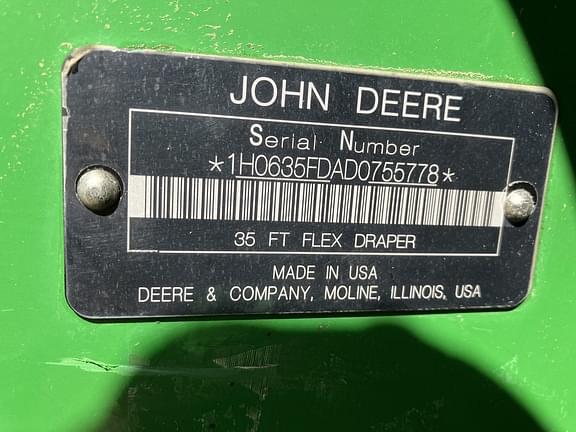 JOHN DEERE
Serial Number
*1H0635FDAD0755778*
35 FT FLEX DRAPER
MADE IN USA
DEERE & COMPANY, MOLINE, ILLINOIS, USA